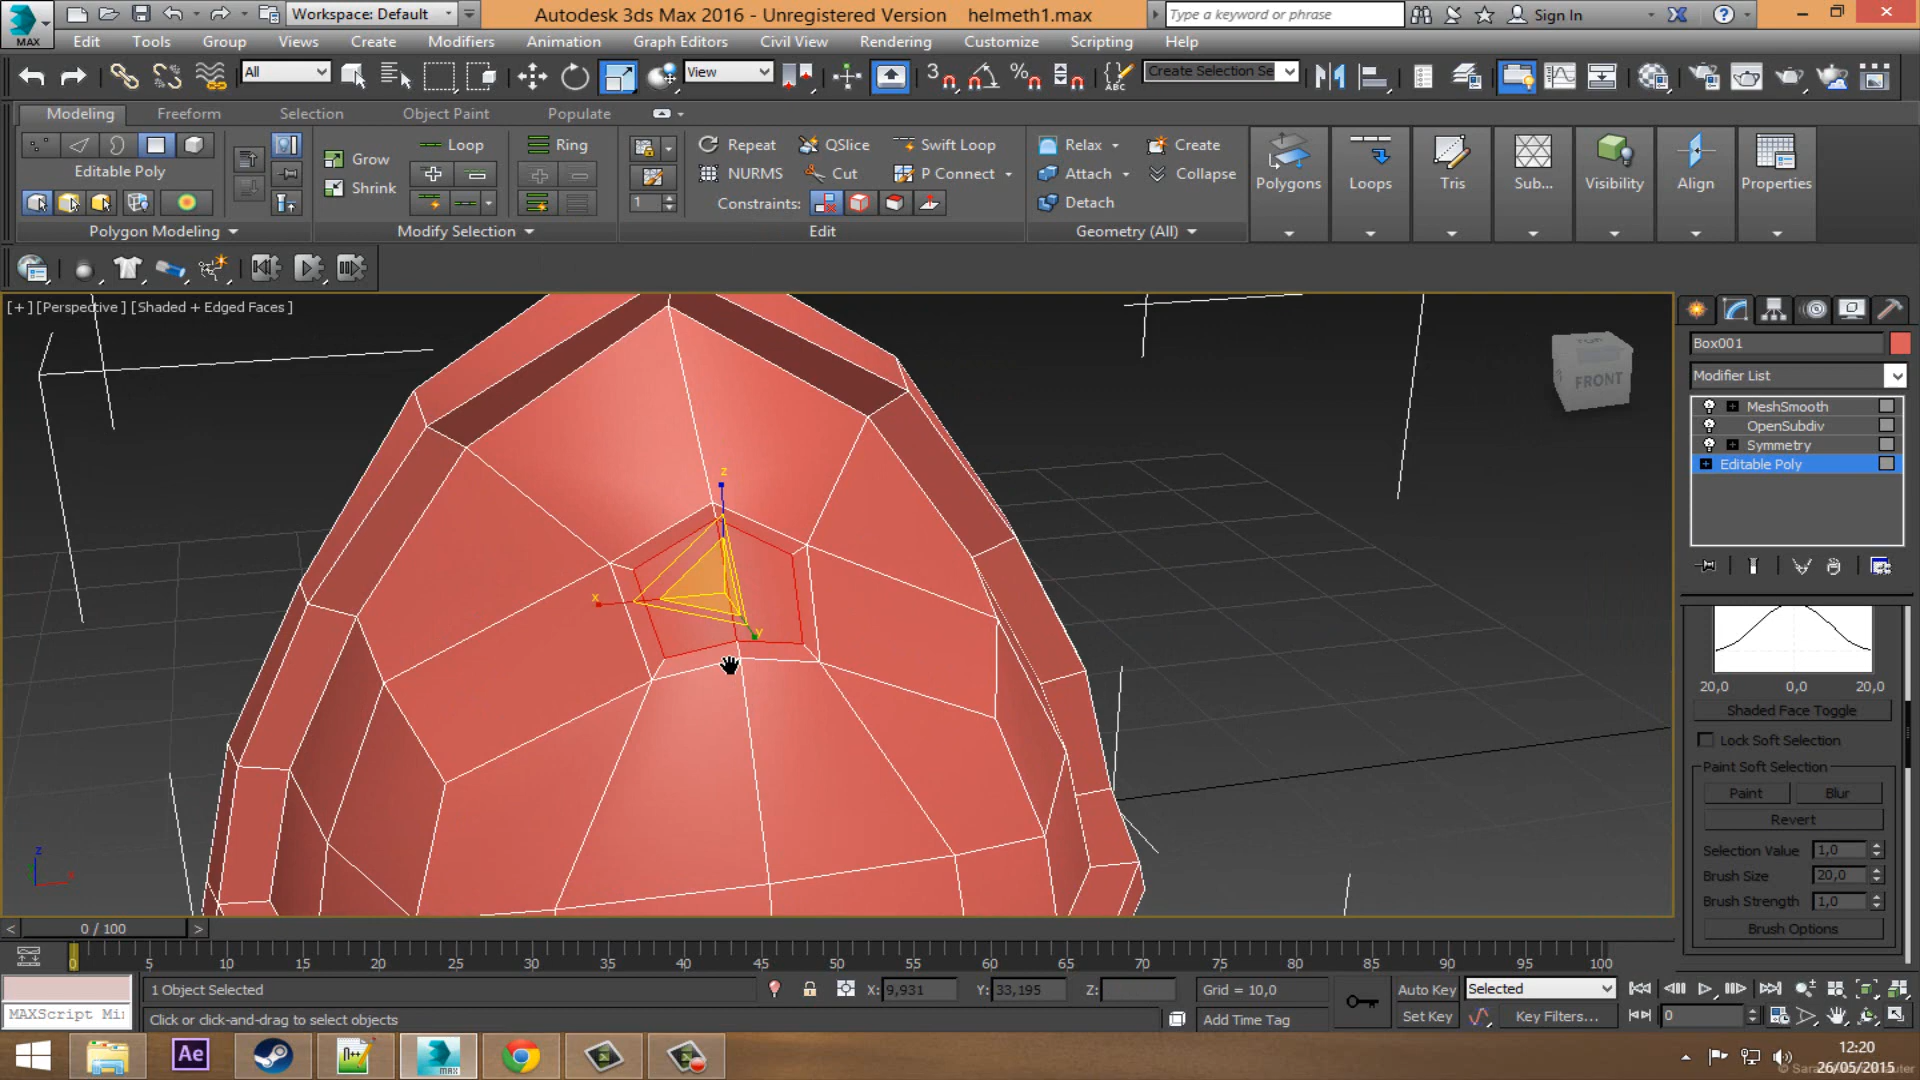 MAX
Workspace: Default
Autodesk 3ds Max 2016 - Unregistered Version helmeth1.max
Type a keyword or phrase
Sign In
Edit Tools Group Views Create Modifiers Animation Graph Editors Civil View Rendering Customize Scripting Help
All
View
Create Selection Se
ABC
Modeling Freeform Selection Object Paint Populate
Editable Poly
Polygon Modeling
Grow
Shrink
Loop
Ring
Modify Selection
1
Repeat QSlice Swift Loop
NURMS Cut P Connect
Constraints:
Edit
Relax Create
Attach Collapse
Detach
Geometry (All)
Polygons Loops Tris Sub... Visibility Align Properties
[+] [Perspective ] [Shaded + Edged Faces ]
FRONT
z
x
y
z
Box001
Modifier List
MeshSmooth
OpenSubdiv
Symmetry
Editable Poly
20,0 0,0 20,0
Shaded Face Toggle
Lock Soft Selection
Paint Soft Selection
Paint Blur
Revert
Selection Value 1,0
Brush Size 20,0
Brush Strength 1,0
Brush Options
< 0 / 100 >
0 5 10 15 20 25 30 35 40 45 50 55 60 65 70 75 80 85 90 95 100
1 Object Selected
X: 9,931 Y: 33,195 Z:
Grid = 10,0
Auto Key Selected
MAXScript Mi
Click or click-and-drag to select objects
Add Time Tag
Set Key Key Filters...
0
Ae
MAX
12:20
26/05/2015